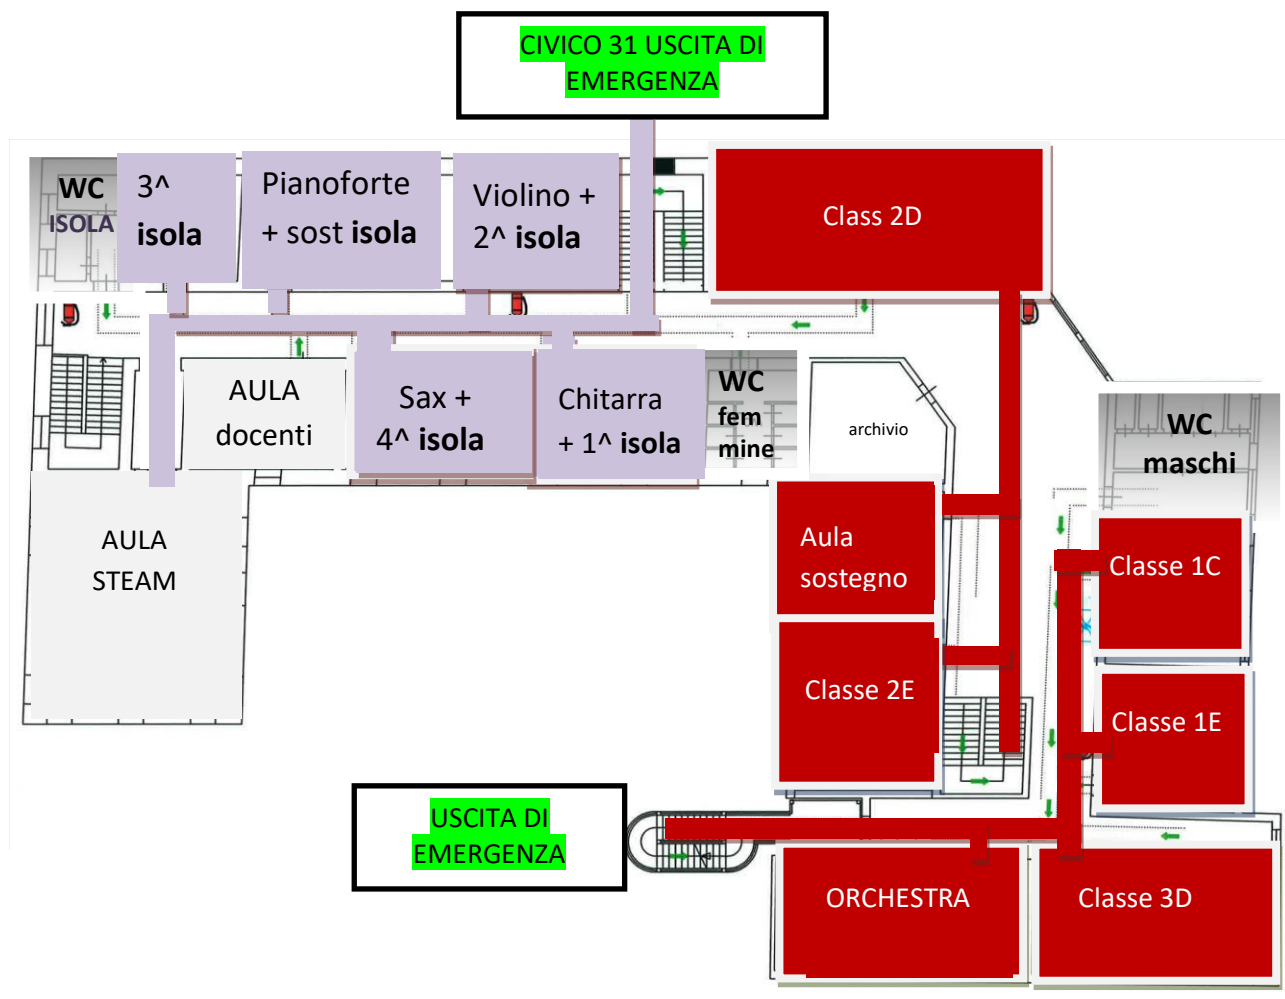 CIVICO 31 USCITA DI
EMERGENZA
WC
ISOLA
3^
isola
Pianoforte
+ sost isola
Violino +
2^ isola
Class 2D
AULA
docenti
Sax +
4^ isola
Chitarra
+ 1^ isola
WC
fem
mine
archivio
WC
maschi
AULA
STEAM
Aula
sostegno
Classe 1C
Classe 2E
Classe 1E
USCITA DI
EMERGENZA
ORCHESTRA
Classe 3D